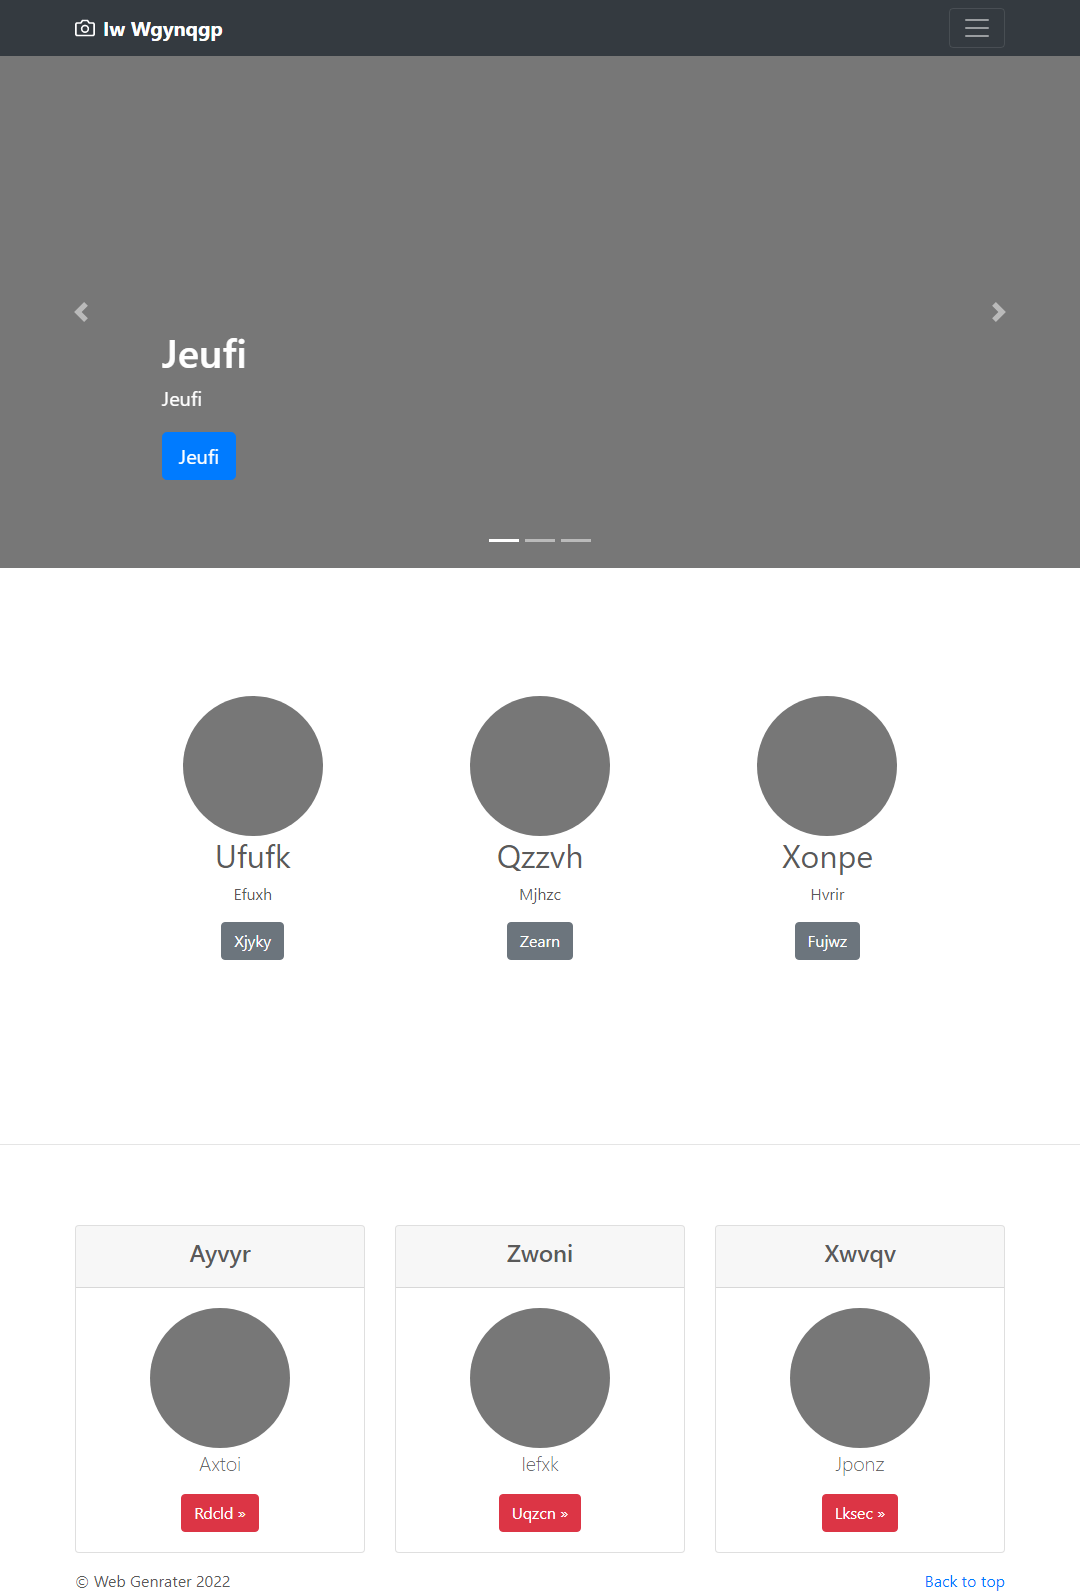 Iw Wgynqgp
Jeufi
Jeufi
Jeufi
Ufufk
Efuxh
Xjyky
Qzzvh
Mjhzc
Zearn
Xonpe
Hvrir
Fujwz
Ayvyr
Axtoi
Rdcld »
Zwoni
Iefxk
Uqzcn »
Xwvqv
Jponz
Lksec »
© Web Genrater 2022
Back to top